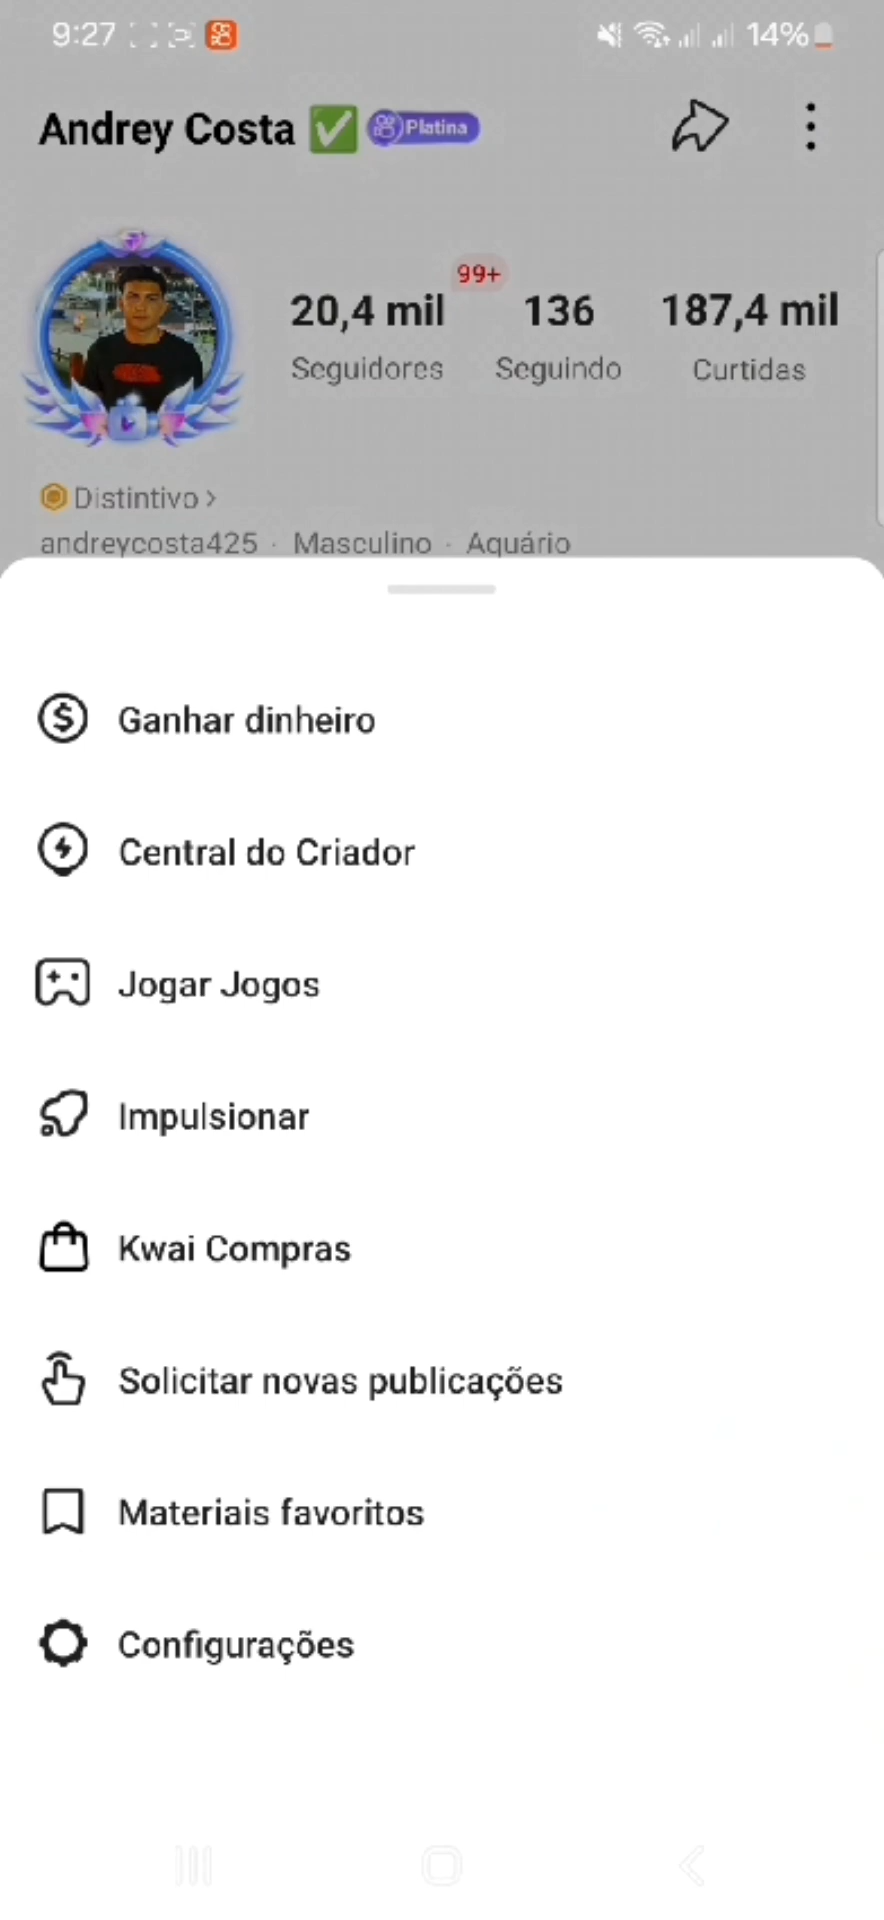 9:27 14%
Andrey Costa ✅ Platina
99+
20,4 mil 136 187,4 mil
Seguidores Seguindo Curtidas
Distintivo >
andreycosta425 · Masculino · Aquário
Ganhar dinheiro
Central do Criador
Jogar Jogos
Impulsionar
Kwai Compras
Solicitar novas publicações
Materiais favoritos
Configurações